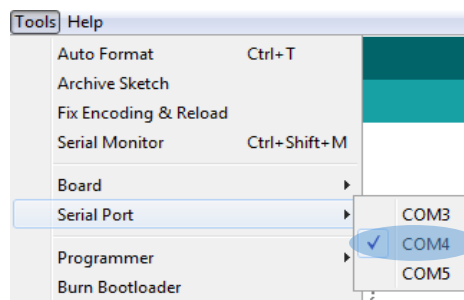 Tools Help
Auto Format Ctrl+T
Archive Sketch
Fix Encoding & Reload
Serial Monitor Ctrl+Shift+M
Board
Serial Port COM3
COM4
Programmer COM5
Burn Bootloader